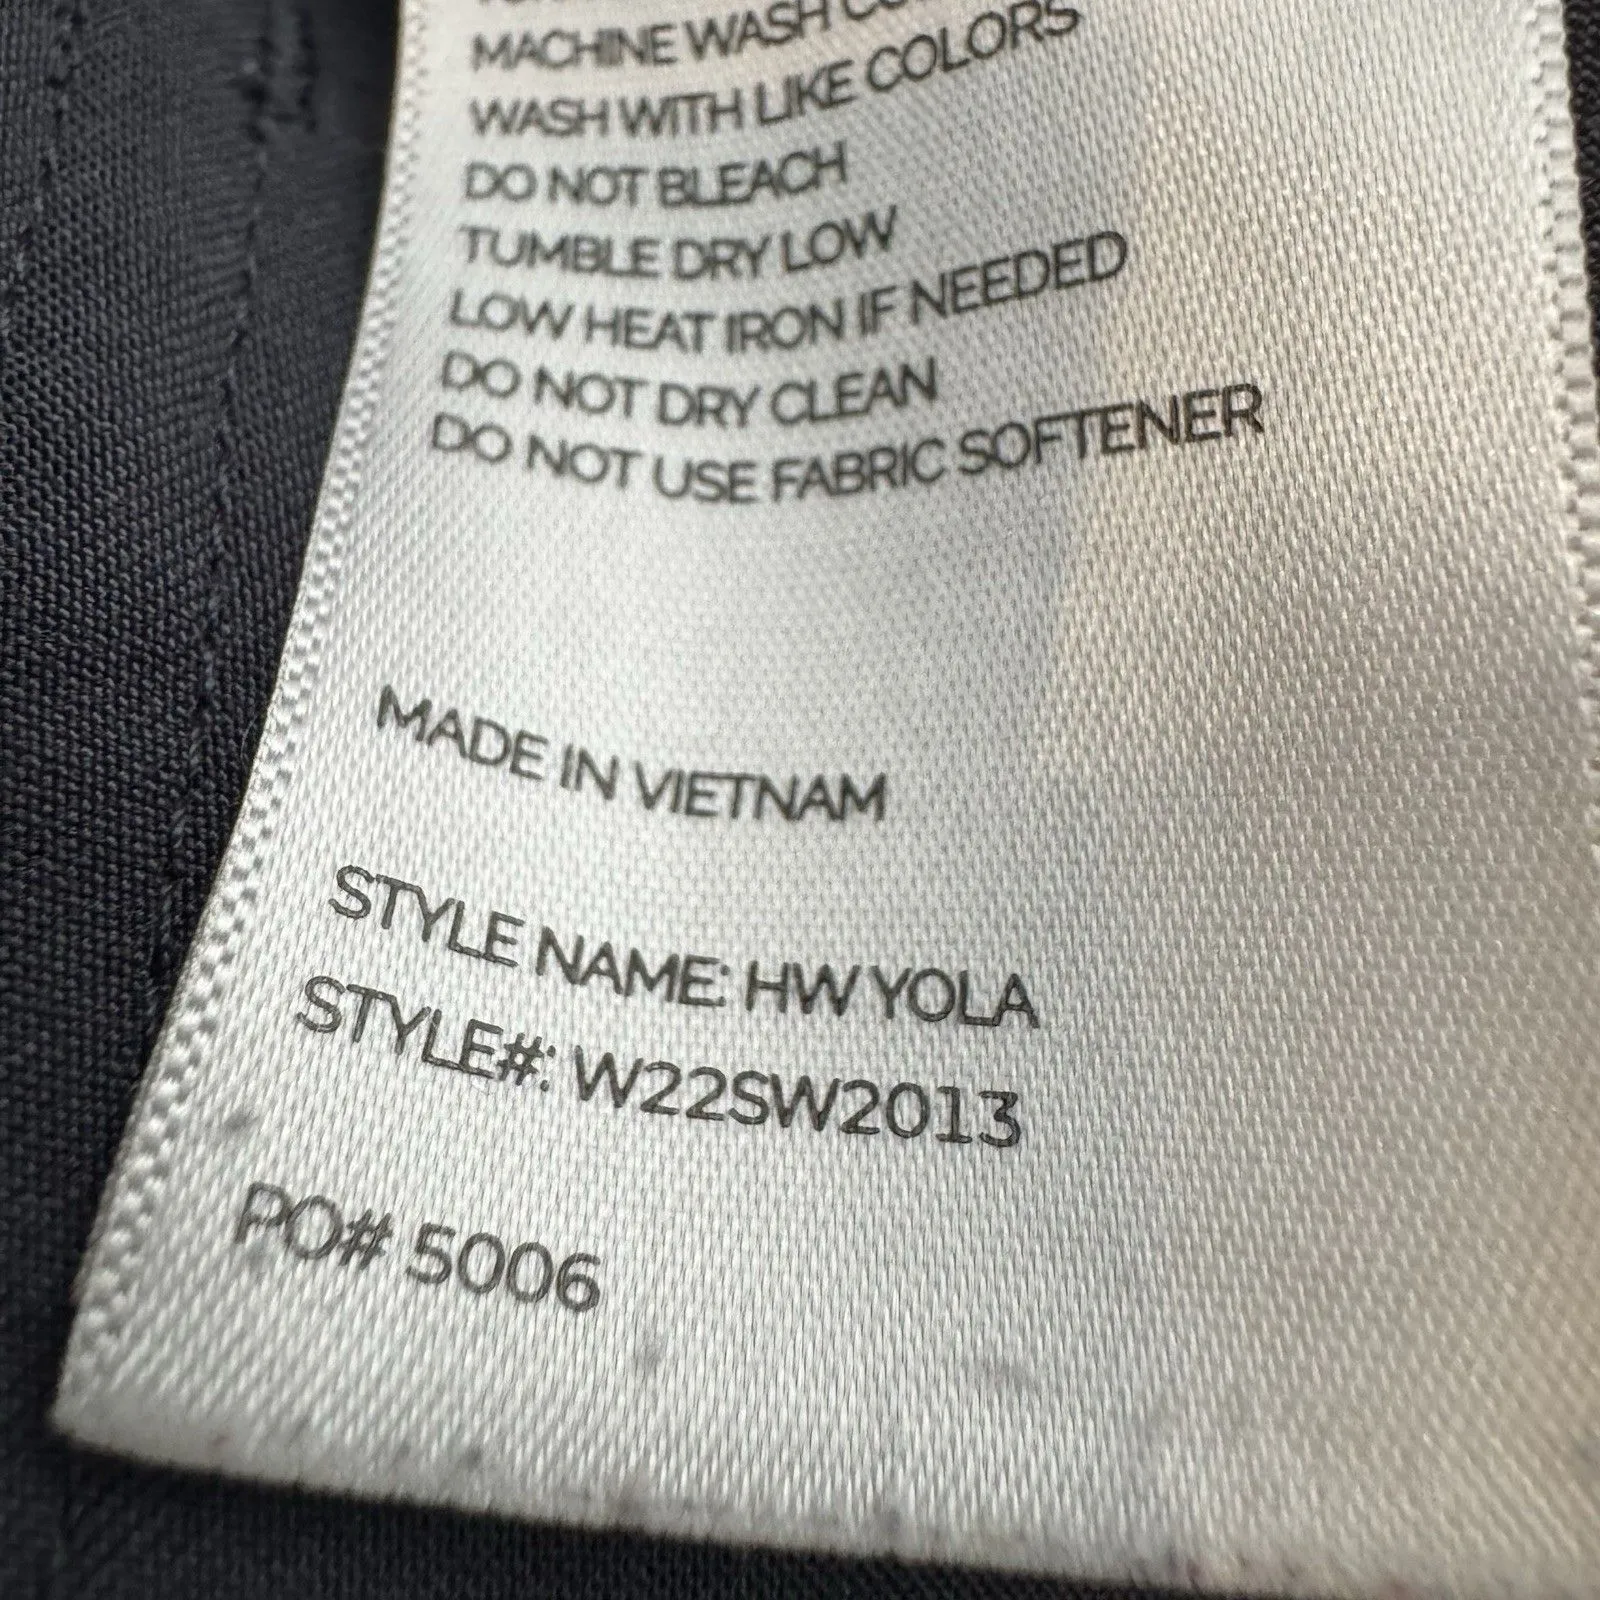 MACHINE WASH
WASH WITH LIKE COLORS
DO NOT BLEACH
TUMBLE DRY LOW
LOW HEAT IRON IF NEEDED
DO NOT DRY CLEAN
DO NOT USE FABRIC SOFTENER
MADE IN VIETNAM
STYLE NAME: HW YOLA
STYLE#: W22SW2013
PO# 5006